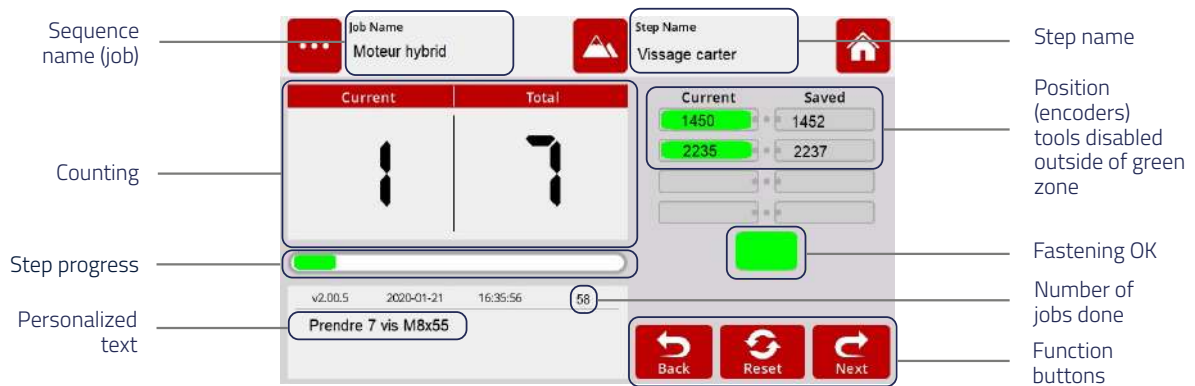 Sequence
name (job)
Job Name
Moteur hybrid
Step Name
Vissage carter
Step name
Current
Total
1
7
Counting
Current
Saved
1450
1452
2235
2237
Position
(encoders)
tools disabled
outside of green
zone
Step progress
Fastening OK
v2.00.5
2020-01-21
16:35:56
58
Number of
jobs done
Personalized
text
Prendre 7 vis M8x55
Back
Reset
Next
Function
buttons